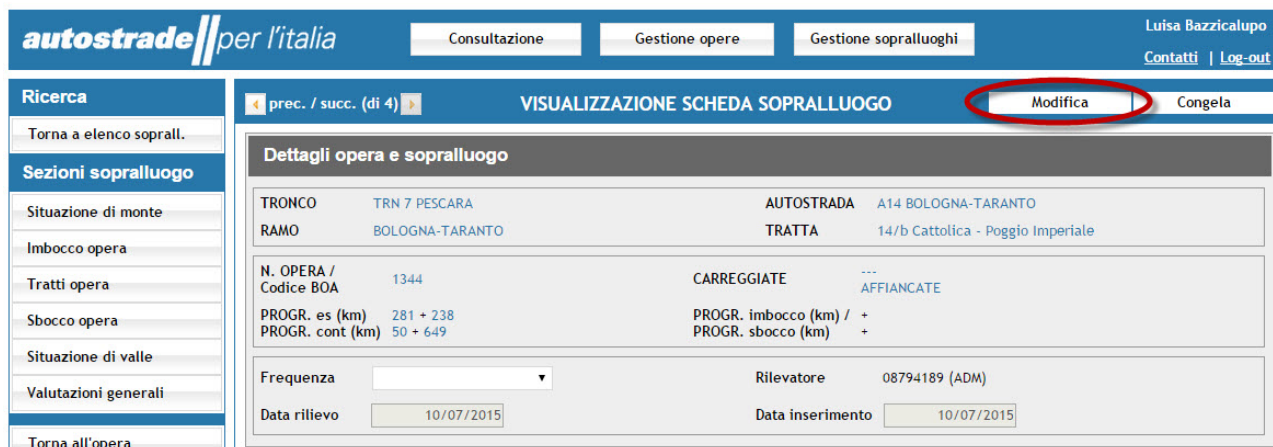 autostrade per l'italia
Consultazione
Gestione opere
Gestione sopralluoghi
Luisa Bazzicalupo
Contatti | Log-out
Ricerca
Torna a elenco soprall.
Sezioni sopralluogo
Situazione di monte
Imbocco opera
Tratti opera
Sbocco opera
Situazione di valle
Valutazioni generali
Torna all'opera
prec. / succ. (di 4)
VISUALIZZAZIONE SCHEDA SOPRALLUOGO
Modifica
Congela
Dettagli opera e sopralluogo
TRONCO TRN 7 PESCARA AUTOSTRADA A14 BOLOGNA-TARANTO
RAMO BOLOGNA-TARANTO TRATTA 14/b Cattolica - Poggio Imperiale
N. OPERA /
Codice BOA
1344
CARREGGIATE
---
AFFIANCATE
PROGR. es (km) 281 + 238 PROGR. imbocco (km) / +
PROGR. cont (km) 50 + 649 PROGR. sbocco (km) +
Frequenza Rilevatore 08794189 (ADM)
Data rilievo 10/07/2015 Data inserimento 10/07/2015